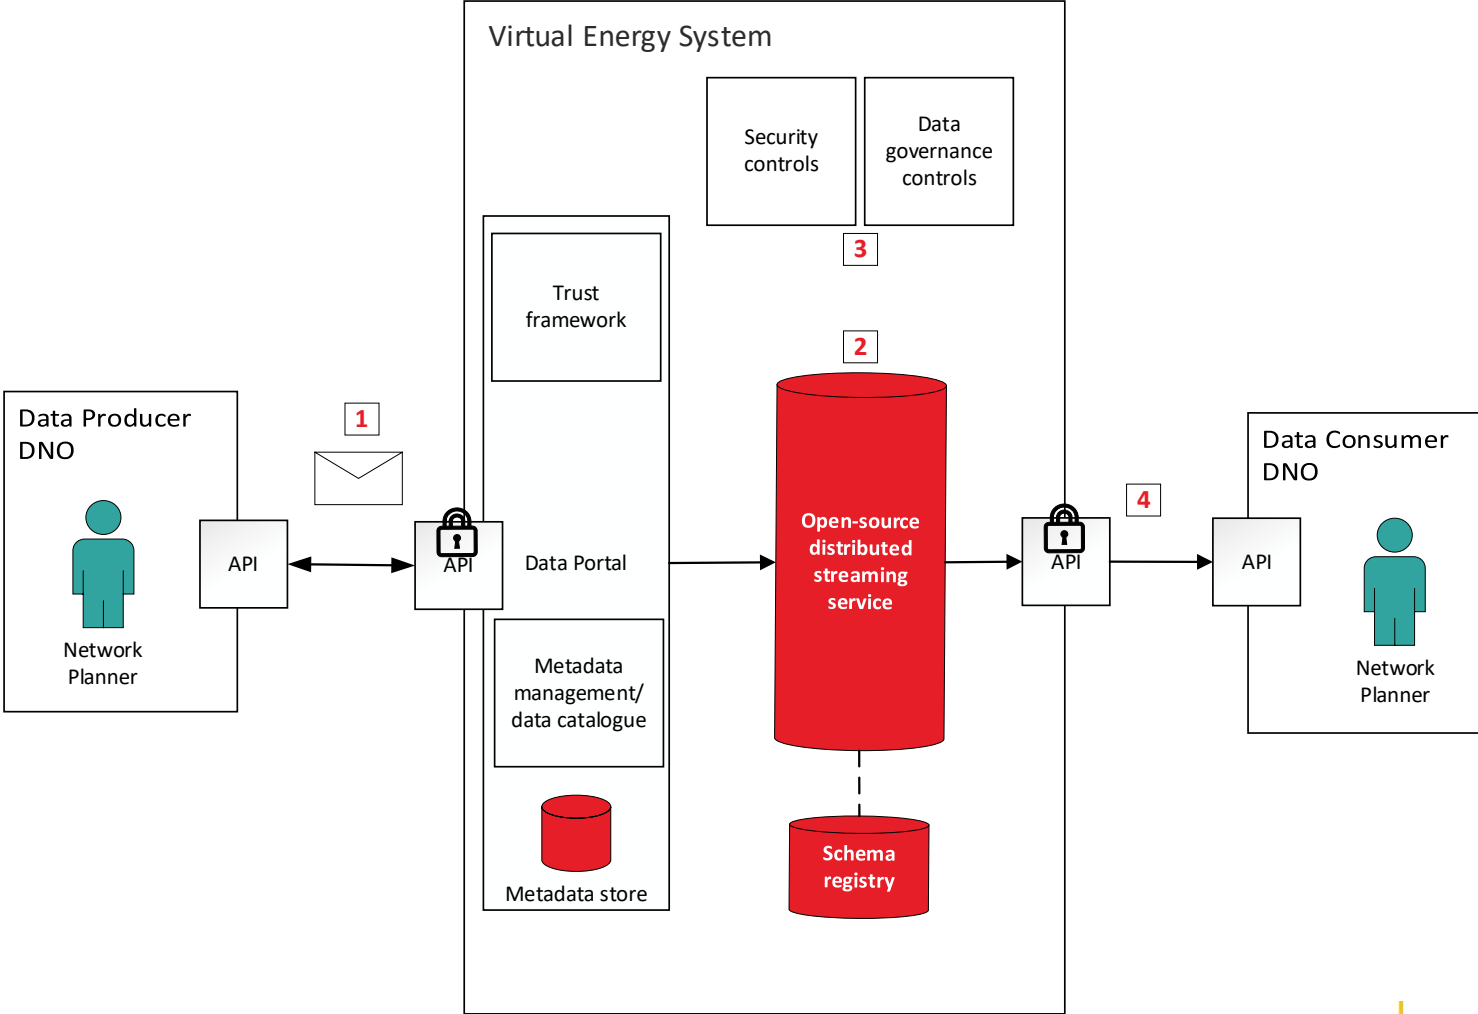 Virtual Energy System
Security
controls
Data
governance
controls
3
Trust
framework
2
Data Producer
DNO
1
API
Network
Planner
API
Data Portal
Metadata
management/
data catalogue
Metadata store
Open-source
distributed
streaming
service
Schema
registry
API
4
Data Consumer
DNO
API
Network
Planner